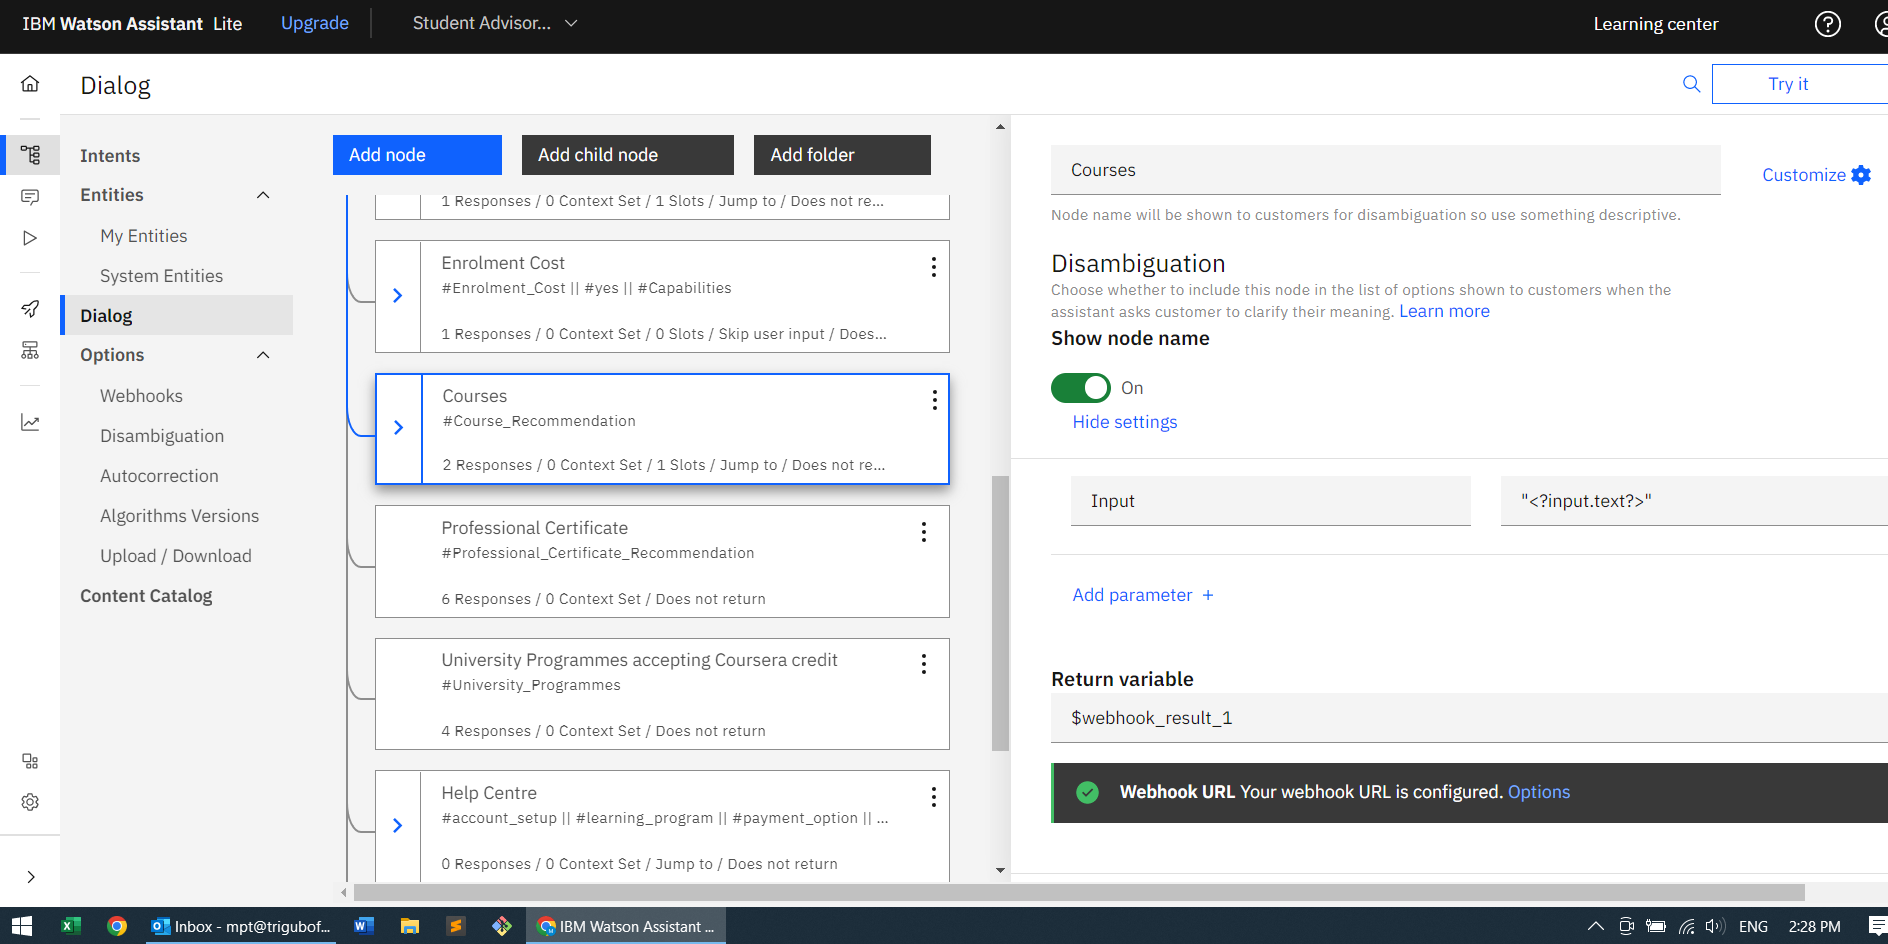 IBM Watson Assistant Lite
Upgrade
Student Advisor...
Learning center
Dialog
Try it
Intents
Entities
My Entities
System Entities
Dialog
Options
Webhooks
Disambiguation
Autocorrection
Algorithms Versions
Upload / Download
Content Catalog
Add node
Add child node
Add folder
1 Responses / 0 Context Set / 1 Slots / Jump to / Does not re...
Enrolment Cost
#Enrolment_Cost || #yes || #Capabilities
1 Responses / 0 Context Set / 0 Slots / Skip user input / Does...
Courses
#Course_Recommendation
2 Responses / 0 Context Set / 1 Slots / Jump to / Does not re...
Professional Certificate
#Professional_Certificate_Recommendation
6 Responses / 0 Context Set / Does not return
University Programmes accepting Coursera credit
#University_Programmes
4 Responses / 0 Context Set / Does not return
Help Centre
#account_setup || #learning_program || #payment_option || ...
0 Responses / 0 Context Set / Jump to / Does not return
Courses
Customize
Node name will be shown to customers for disambiguation so use something descriptive.
Disambiguation
Choose whether to include this node in the list of options shown to customers when the
assistant asks customer to clarify their meaning. Learn more
Show node name
On
Hide settings
Input
"<?input.text?>"
Add parameter +
Return variable
$webhook_result_1
Webhook URL Your webhook URL is configured. Options
Inbox - mpt@trigubof...
IBM Watson Assistant ...
ENG
2:28 PM